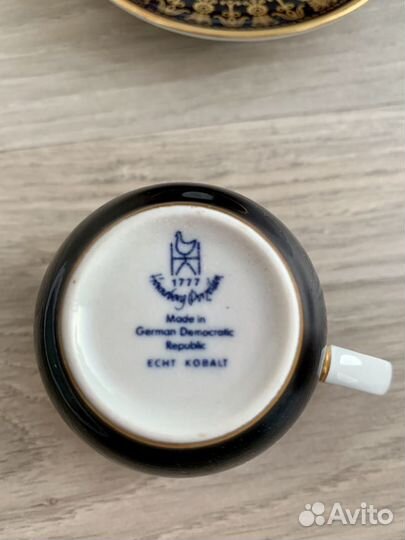 1777
Made in
German Democratic
Republic
ECHT KOBALT
Avito